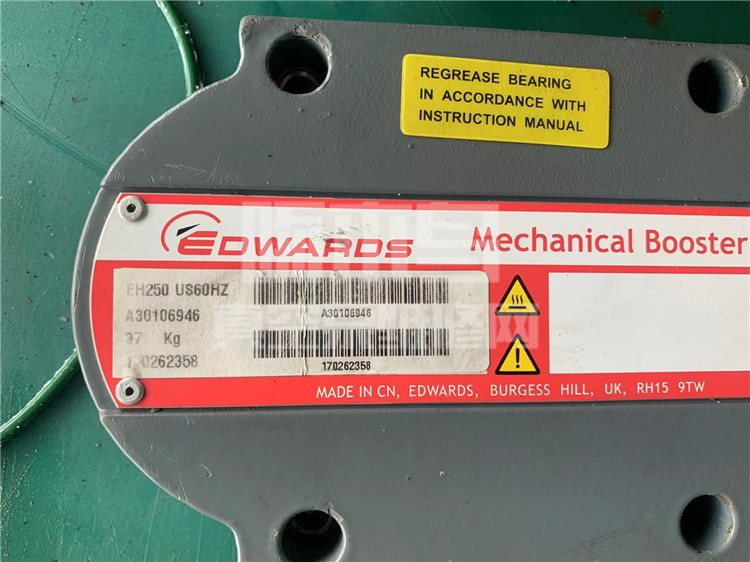 REGREASE BEARING
IN ACCORDANCE WITH
INSTRUCTION MANUAL
EDWARDS
Mechanical Booster
EH250 US60HZ
A30106946
A30106946
Kg
170262358
170262358
MADE IN CN, EDWARDS, BURGESS HILL, UK, RH15 9TW